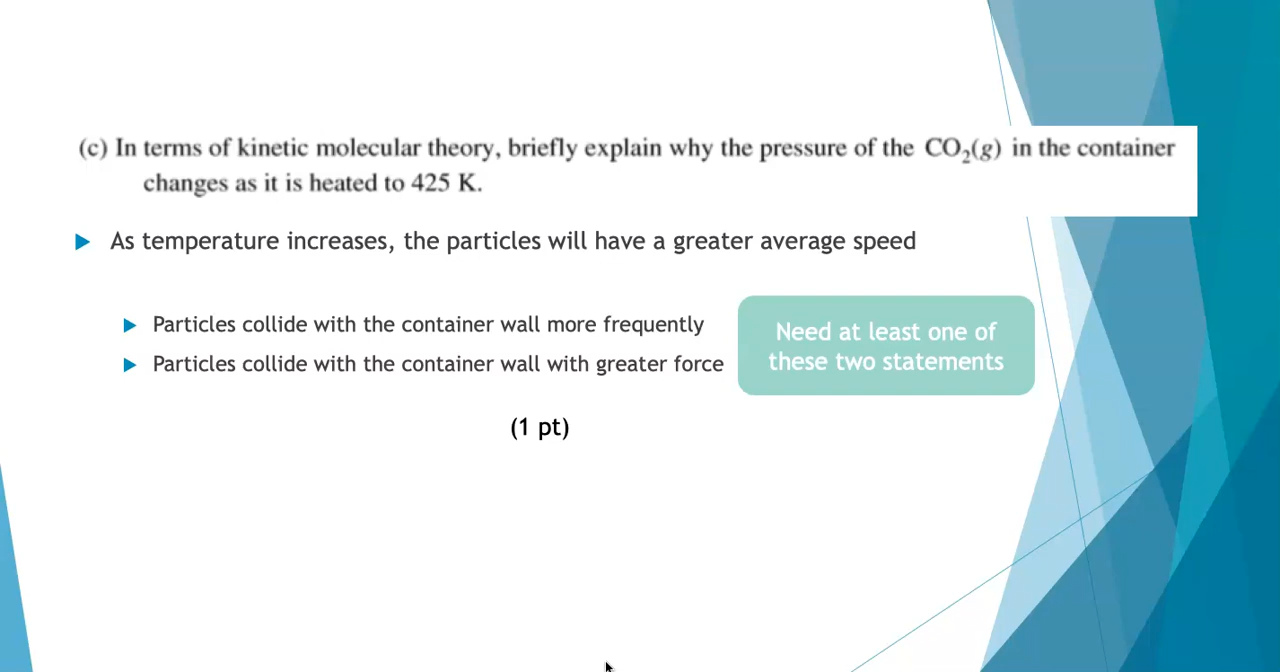 (c) In terms of kinetic molecular theory, briefly explain why the pressure of the CO₂(g) in the container
changes as it is heated to 425 K.
As temperature increases, the particles will have a greater average speed
Particles collide with the container wall more frequently
Particles collide with the container wall with greater force
Need at least one of
these two statements
(1 pt)